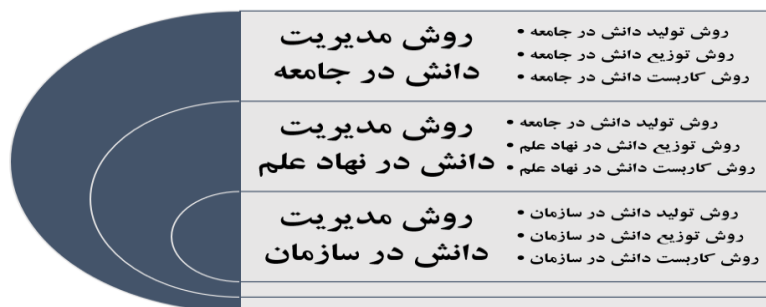 روش مدیریت
دانش در جامعه
• روش تولید دانش در جامعه
• روش توزیع دانش در جامعه
• روش کاربست دانش در جامعه
روش مدیریت
دانش در نهاد علم
• روش تولید دانش در جامعه
• روش توزیع دانش در نهاد علم
• روش کاربست دانش در نهاد علم
روش مدیریت
دانش در سازمان
• روش تولید دانش در سازمان
• روش توزیع دانش در سازمان
• روش کاربست دانش در سازمان